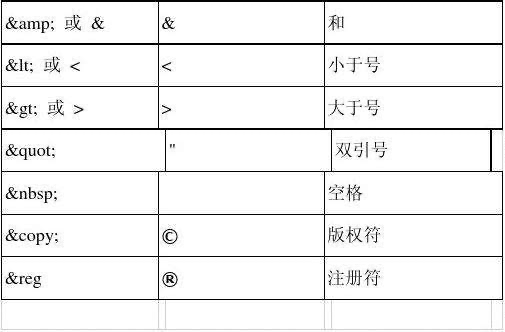 &amp; 或 & & 和
&lt; 或 < < 小于号
&gt; 或 > > 大于号
&quot; " 双引号
&nbsp; 空格
&copy; © 版权符
&reg ® 注册符